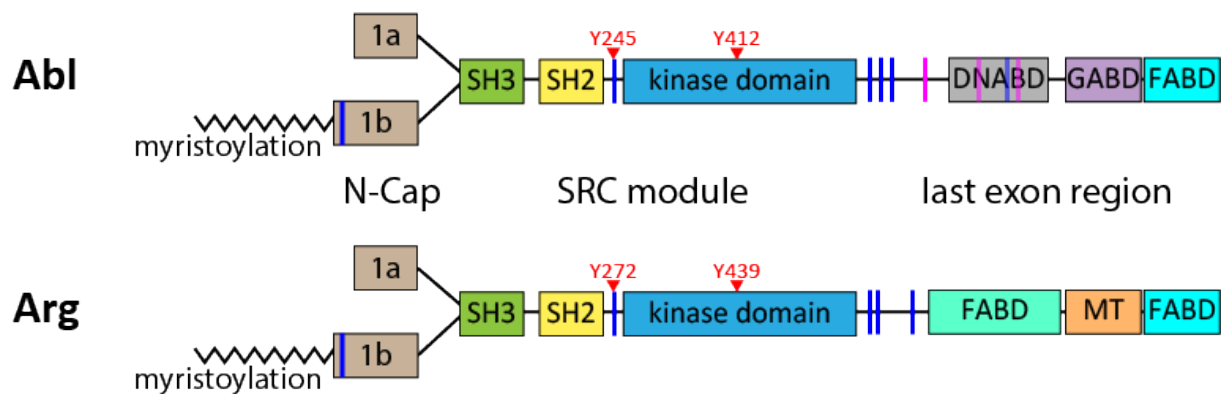 Y245 Y412
1a
Abl SH3 SH2 kinase domain DNABD GABD FABD
1b
myristoylation
N-Cap SRC module last exon region
Y272 Y439
1a
Arg SH3 SH2 kinase domain FABD MT FABD
1b
myristoylation